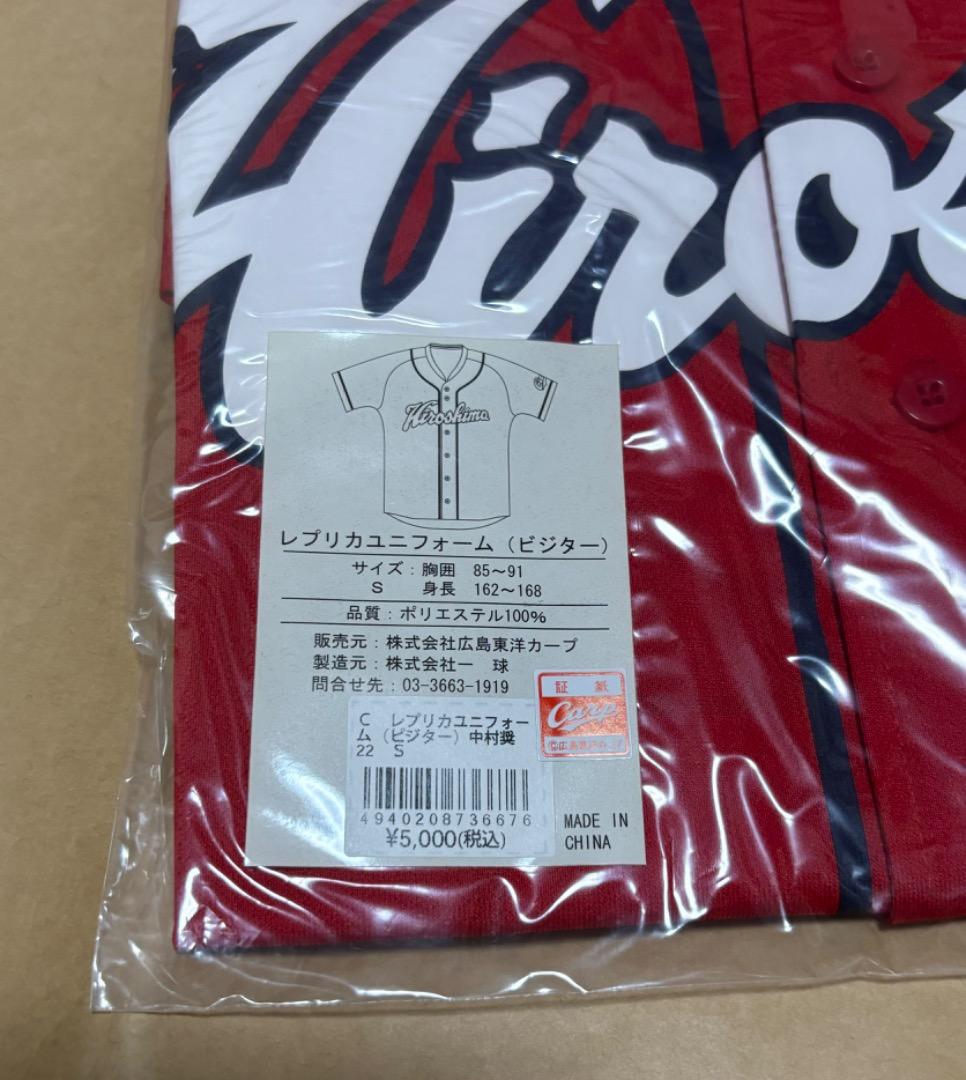 Hiro
Hiroshima
レプリカユニフォーム（ビジター）
サイズ：胸囲 85～91
S 身長 162～168
品質：ポリエステル100%
販売元：株式会社広島東洋カープ
製造元：株式会社一 球
問合せ先：03-3663-1919
証 紙
Carp
C レプリカユニフォー
ム（ビジター）中村奨
22 S
4940208736676
¥5,000(税込)
MADE IN
CHINA